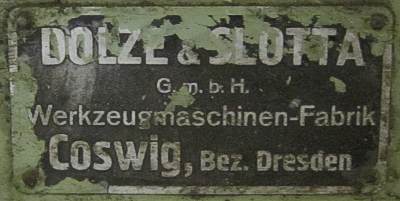 DOLZE & SLOTTA
G.m.b.H.
Werkzeugmaschinen-Fabrik
Coswig, Bez. Dresden